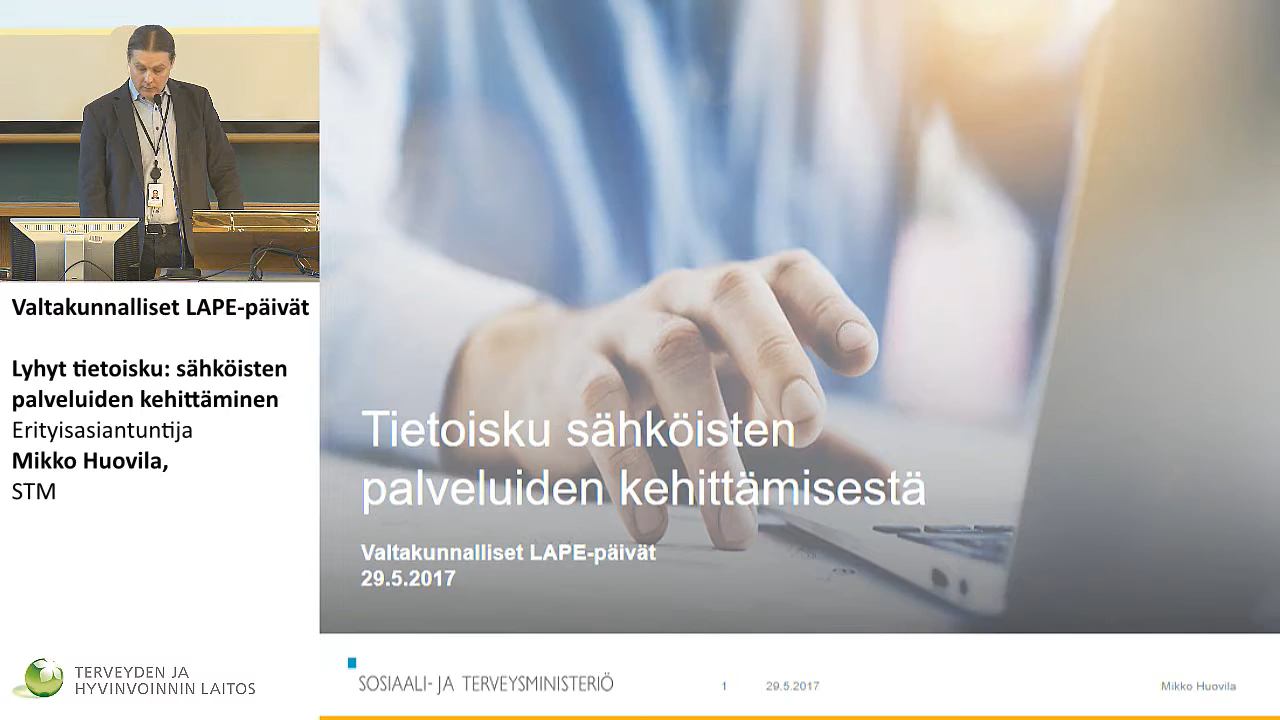 Valtakunnalliset LAPE-päivät
Lyhyt tietoisku: sähköisten
palveluiden kehittäminen
Erityisasiantuntija
Mikko Huovila,
STM
TERVEYDEN JA
HYVINVOINNIN LAITOS
Tietoisku sähköisten
palveluiden kehittämisestä
Valtakunnalliset LAPE-päivät
29.5.2017
SOSIAALI- JA TERVEYSMINISTERIÖ
1
29.5.2017
Mikko Huovila